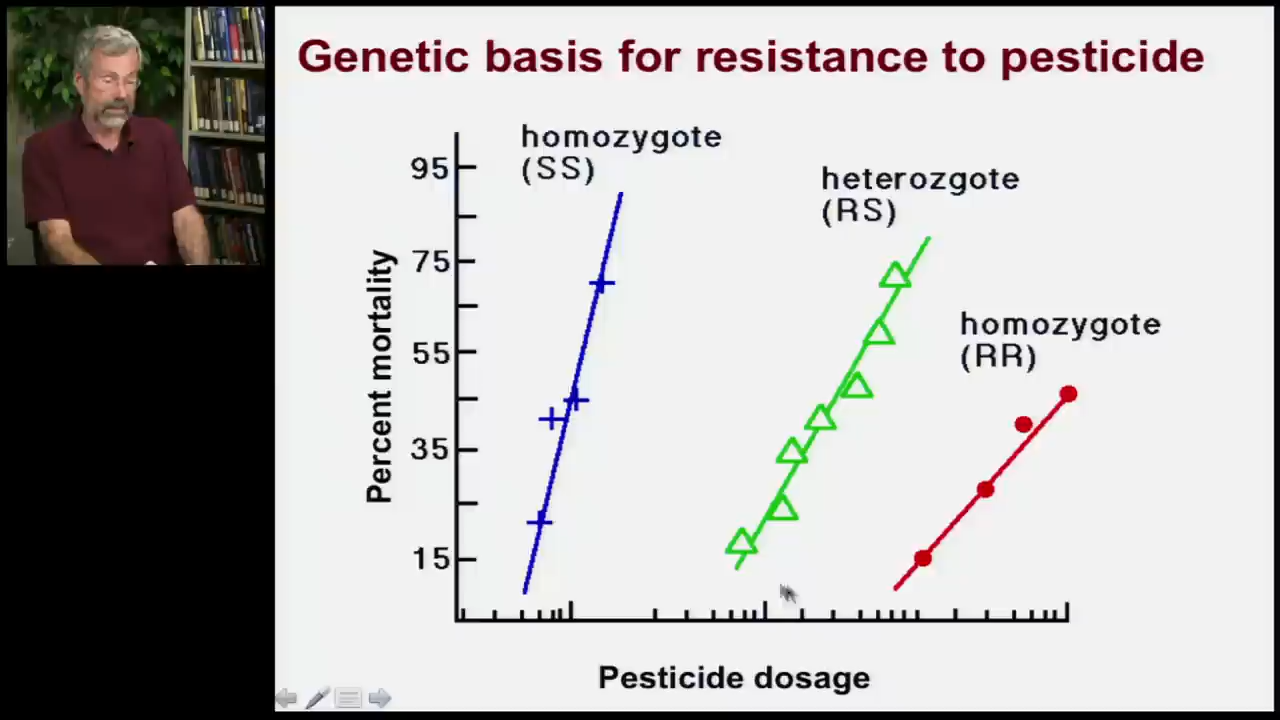 Genetic basis for resistance to pesticide
homozygote
(SS)
heterozgote
(RS)
homozygote
(RR)
95
75
55
35
15
Percent mortality
Pesticide dosage